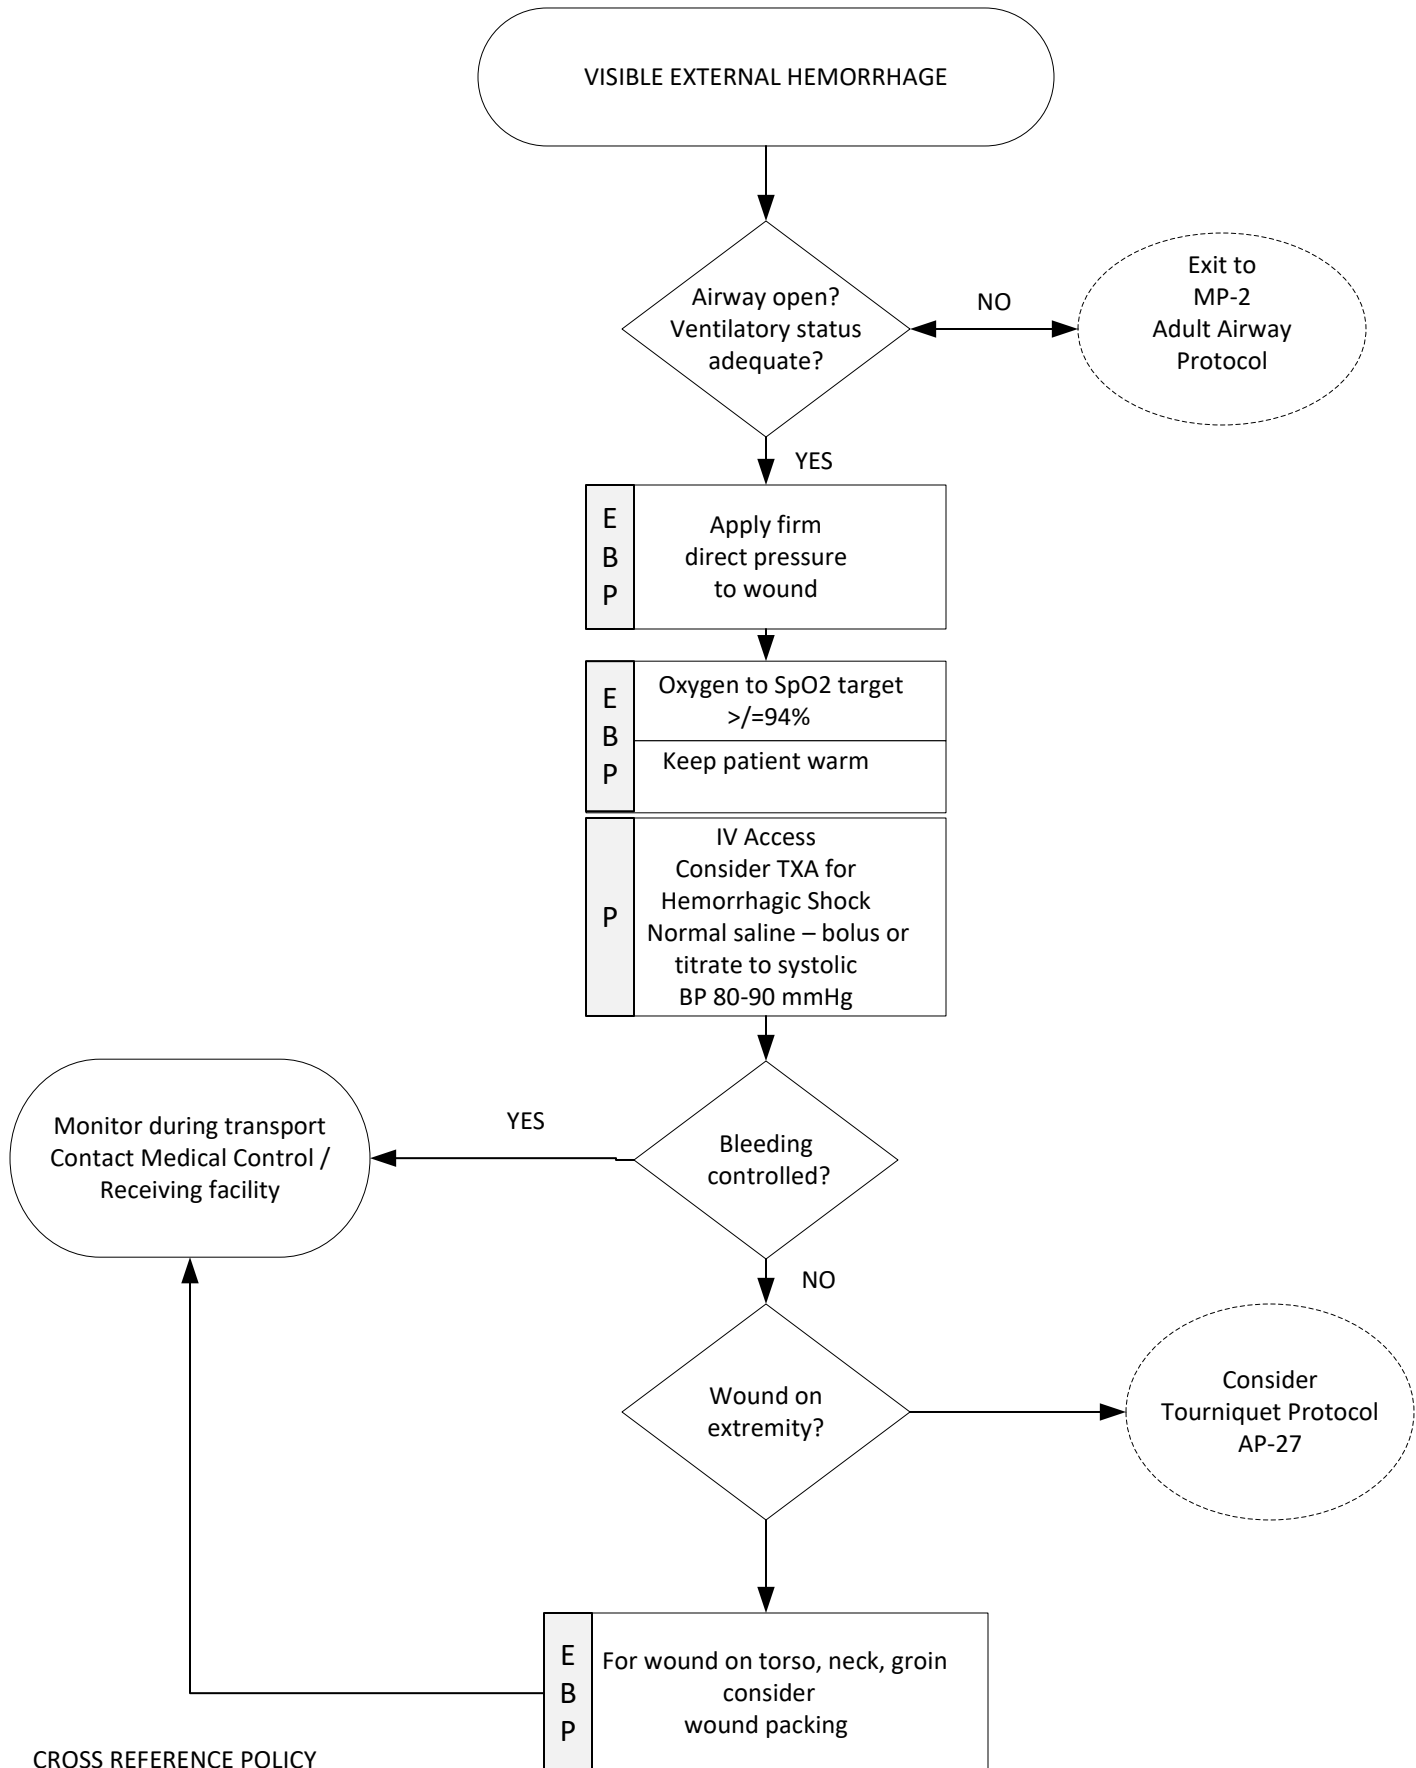 VISIBLE EXTERNAL HEMORRHAGE
Airway open?
Ventilatory status
adequate?
NO
Exit to
MP-2
Adult Airway
Protocol
YES
E
B
P
Apply firm
direct pressure
to wound
E
B
P
Oxygen to SpO2 target
>/=94%
Keep patient warm
P
IV Access
Consider TXA for
Hemorrhagic Shock
Normal saline – bolus or
titrate to systolic
BP 80-90 mmHg
Bleeding
controlled?
YES
Monitor during transport
Contact Medical Control /
Receiving facility
NO
Wound on
extremity?
Consider
Tourniquet Protocol
AP-27
E
B
P
For wound on torso, neck, groin
consider
wound packing
CROSS REFERENCE POLICY